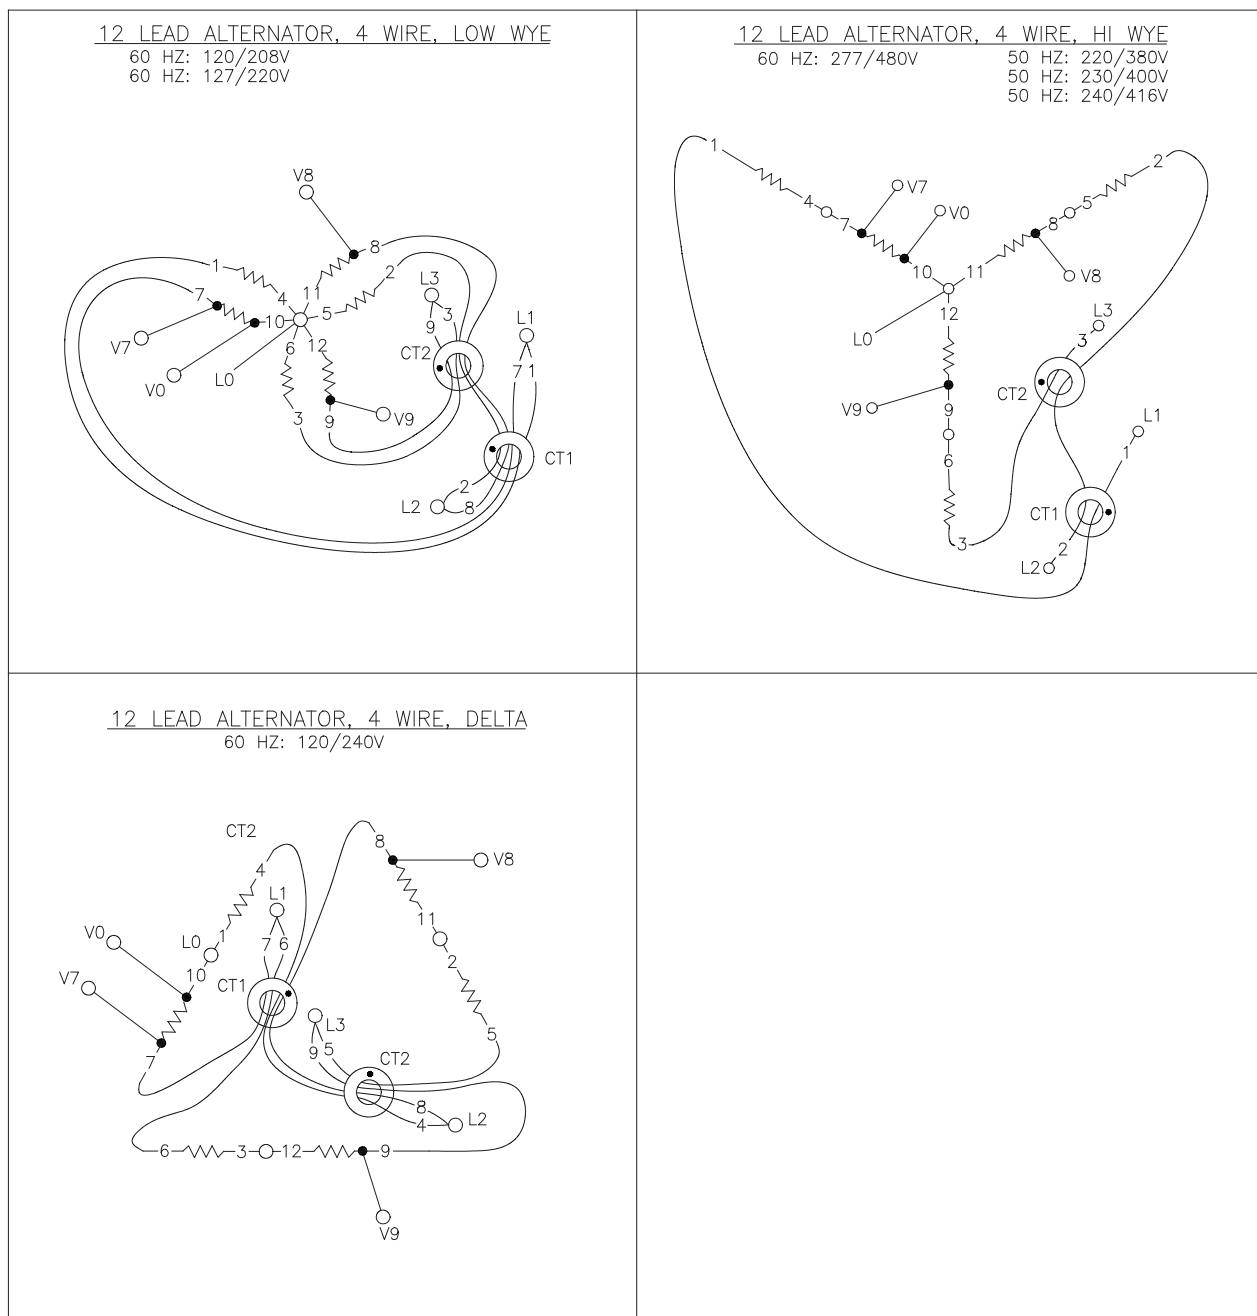 12 LEAD ALTERNATOR, 4 WIRE, LOW WYE
60 HZ: 120/208V
60 HZ: 127/220V
V8
8
1
2
L3
4
11
7
5
3
L1
10
9
6
12
V7
CT2
V0
L0
7 1
3
9
V9
CT1
2
L2
8
12 LEAD ALTERNATOR, 4 WIRE, HI WYE
60 HZ: 277/480V
50 HZ: 220/380V
50 HZ: 230/400V
50 HZ: 240/416V
1
2
V7
4
5
V0
7
8
10
11
V8
12
L3
L0
3
CT2
V9
9
L1
1
6
CT1
3
2
L2
12 LEAD ALTERNATOR, 4 WIRE, DELTA
60 HZ: 120/240V
CT2
8
V8
4
L1
11
V0
L0
1
7 6
2
V7
10
CT1
L3
5
9
5
7
CT2
8
4
L2
6
3
12
9
V9